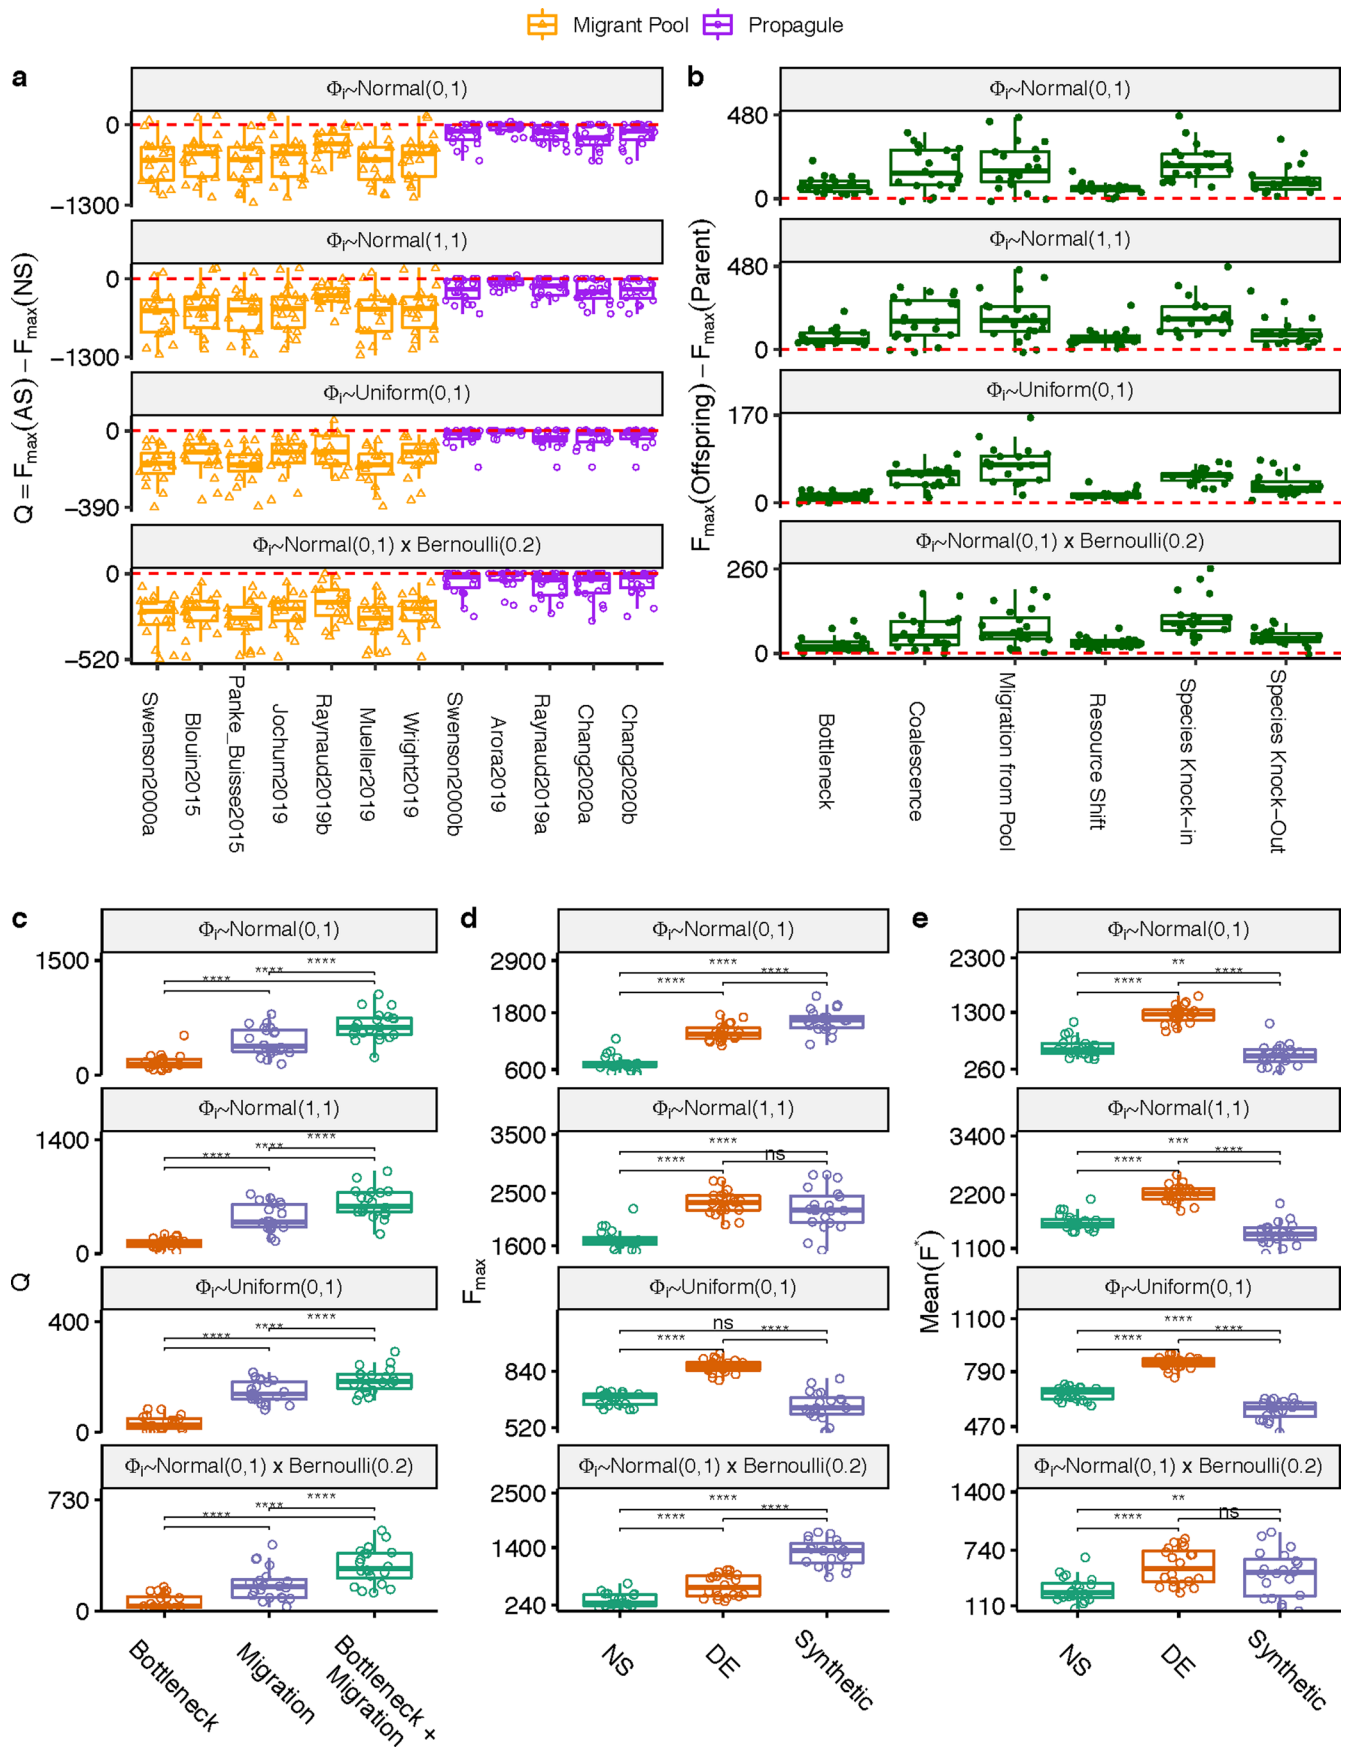 Migrant Pool Propagule
a
Φi~Normal(0,1)
0
−1300
Φi~Normal(1,1)
0
−1300
Φi~Uniform(0,1)
0
−390
Φi~Normal(0,1) x Bernoulli(0.2)
0
−520
Q = Fmax(AS) − Fmax(NS)
Swenson2000a
Blouin2015
Panke_Buisse2015
Jochum2019
Raynaud2019b
Mueller2019
Wright2019
Swenson2000b
Arora2019
Raynaud2019a
Chang2020a
Chang2020b
b
Φi~Normal(0,1)
480
0
Φi~Normal(1,1)
480
0
Φi~Uniform(0,1)
170
0
Φi~Normal(0,1) x Bernoulli(0.2)
260
0
Fmax(Offspring) − Fmax(Parent)
Bottleneck
Coalescence
Migration from Pool
Resource Shift
Species Knock−in
Species Knock−Out
c
Φi~Normal(0,1)
1500
0
**** **** ****
Φi~Normal(1,1)
1400
0
**** **** ****
Φi~Uniform(0,1)
400
0
**** **** ****
Φi~Normal(0,1) x Bernoulli(0.2)
730
0
**** **** ****
Q
Bottleneck
Migration
Bottleneck +
Migration
d
Φi~Normal(0,1)
2900
1800
600
****
**** ****
Φi~Normal(1,1)
3500
2500
1600
****
**** ns
Φi~Uniform(0,1)
840
520
ns
**** ****
Φi~Normal(0,1) x Bernoulli(0.2)
2500
1400
240
****
**** ****
Fmax
NS
DE
Synthetic
e
Φi~Normal(0,1)
2300
1300
260
**
**** ****
Φi~Normal(1,1)
3400
2200
1100
***
**** ****
Φi~Uniform(0,1)
1100
790
470
****
**** ****
Φi~Normal(0,1) x Bernoulli(0.2)
1400
740
110
**
**** ns
Mean(F*)
NS
DE
Synthetic